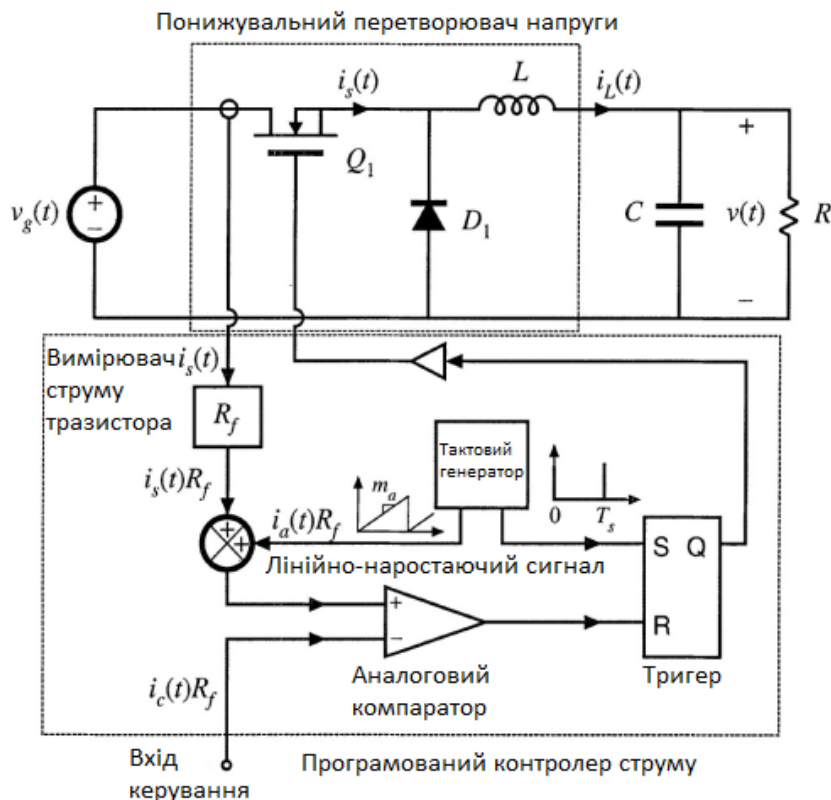 Понижувальний перетворювач напруги
i_s(t)
L
i_L(t)
Q_1
+
v_g(t)
+
–
D_1
C
v(t)
R
–
Вимірювач
струму
тразистора
i_s(t)
R_f
i_s(t)R_f
Тактовий
генератор
m_a
0
T_s
i_a(t)R_f
+
+
Лінійно-наростаючий сигнал
S Q
R
+
–
Аналоговий
компаратор
Тригер
i_c(t)R_f
Вхід
керування
Програмований контролер струму